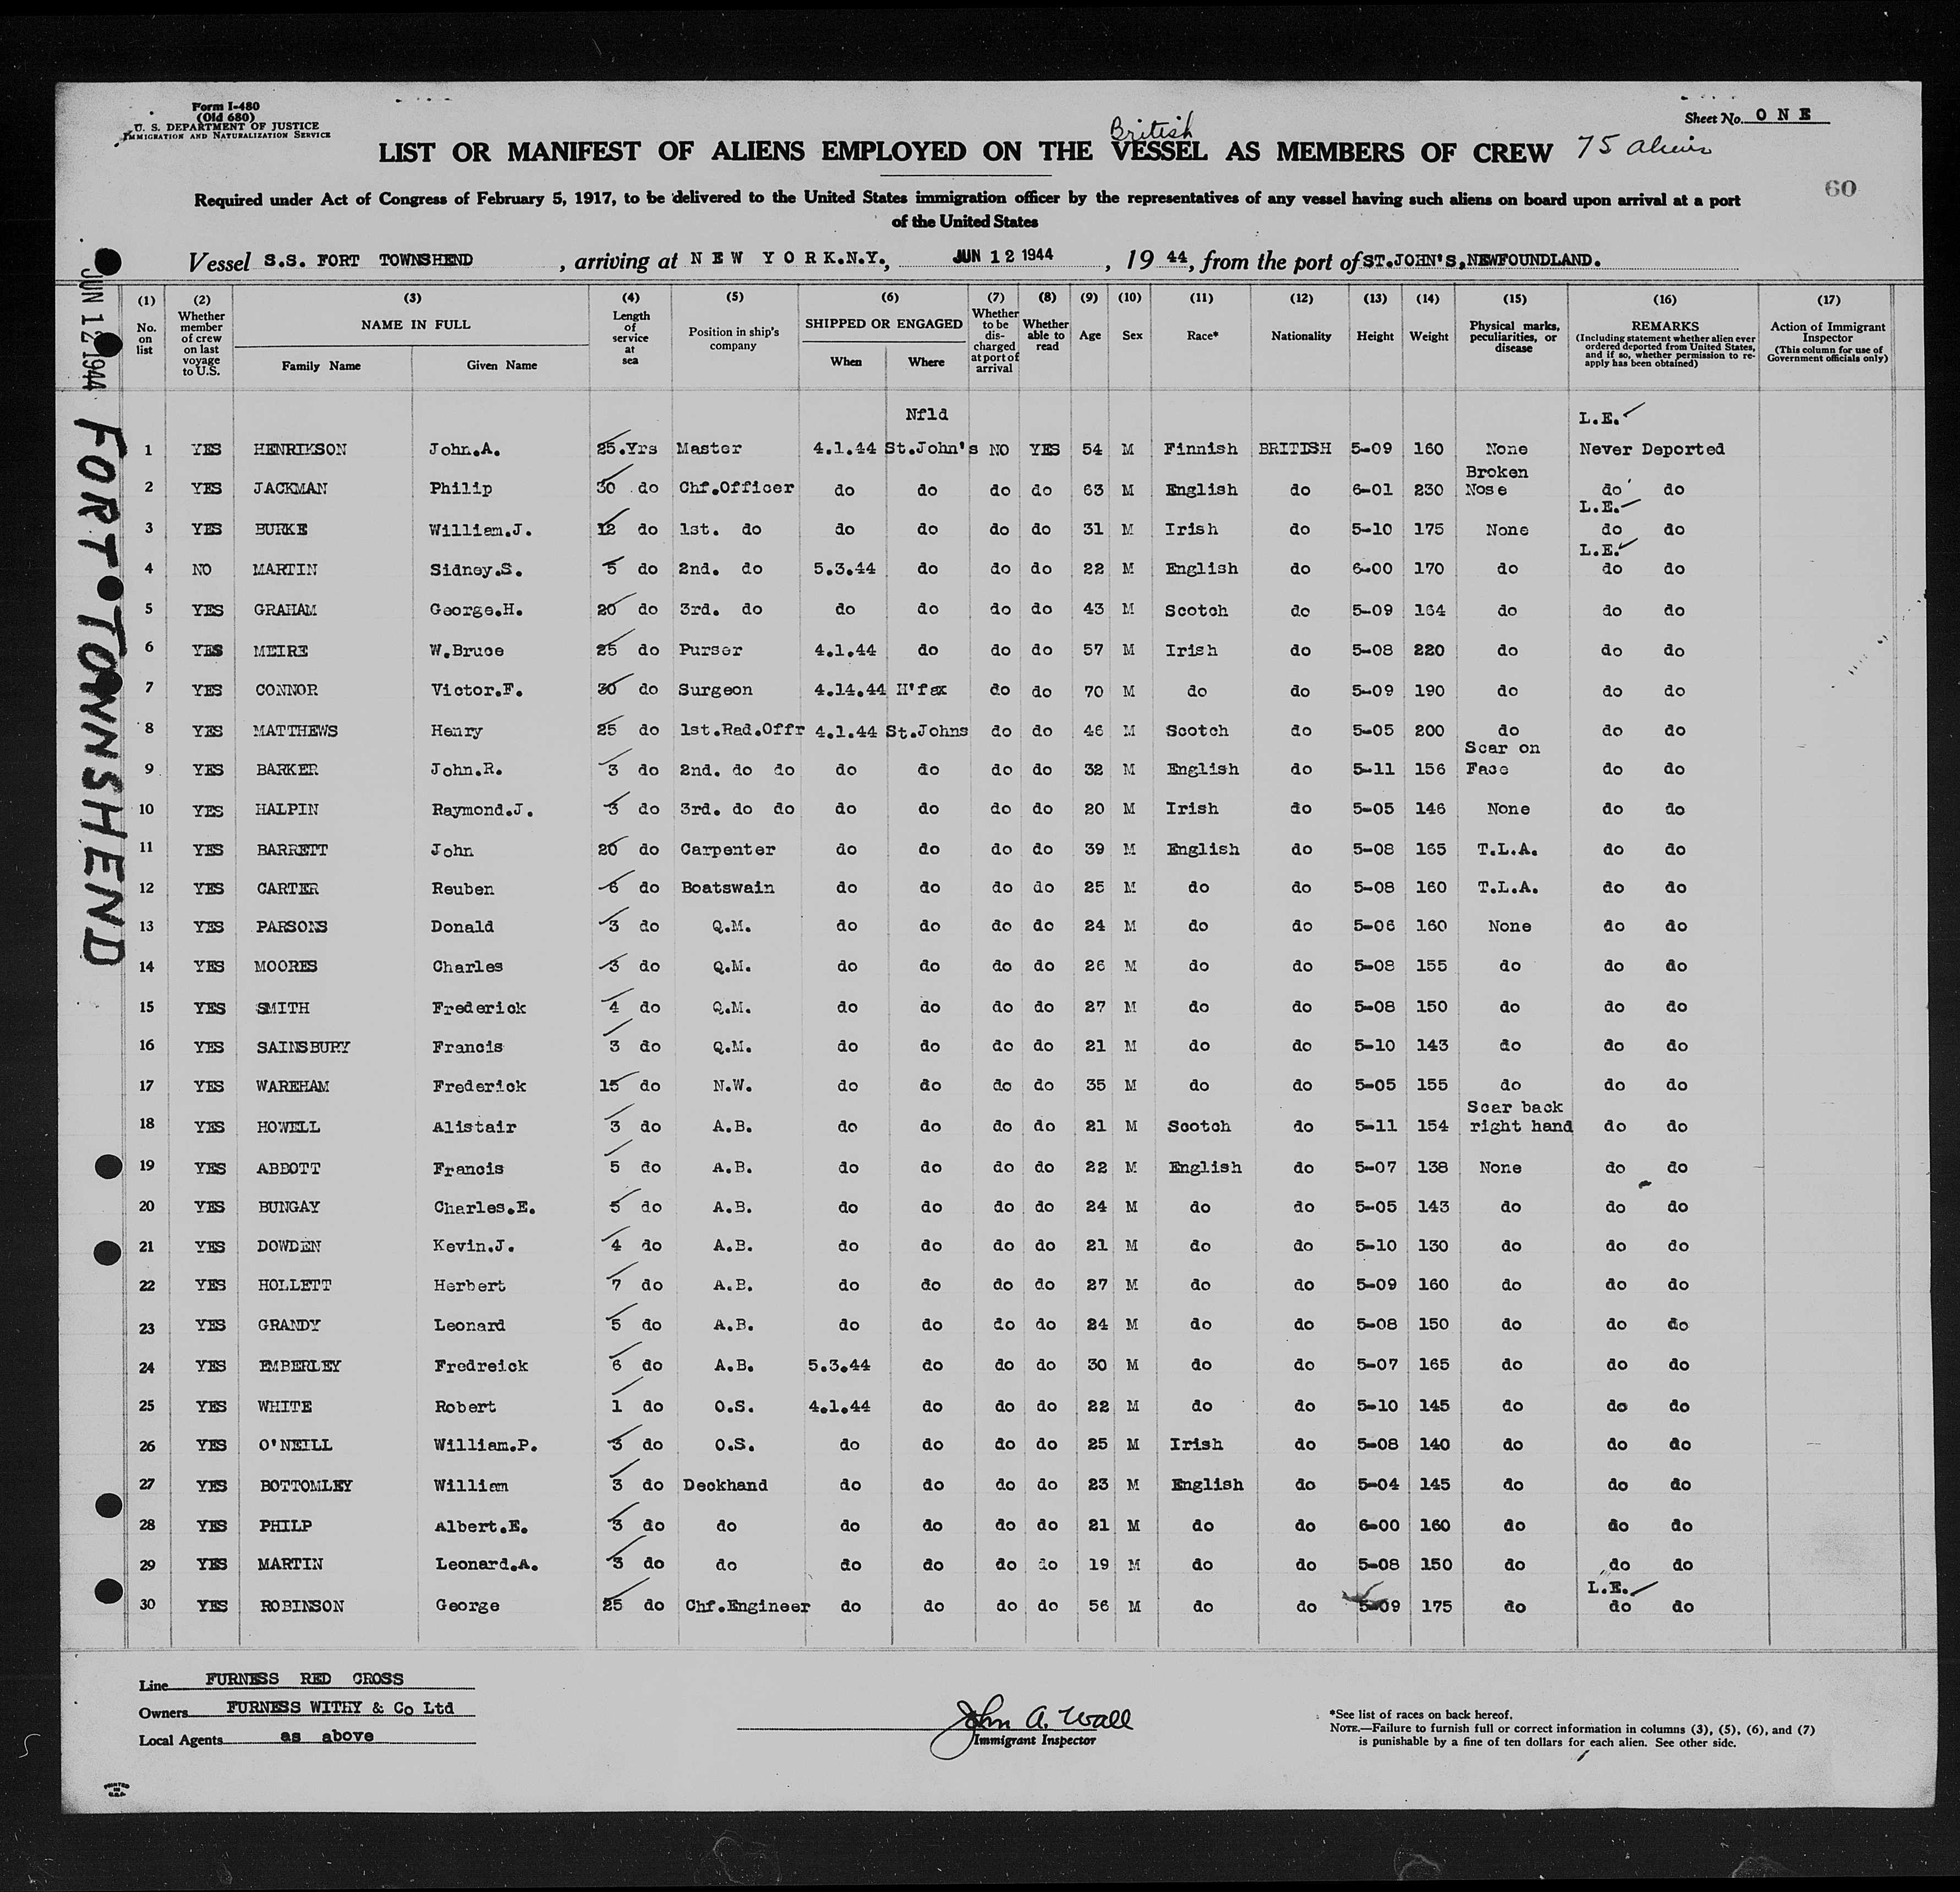 Form I-480
(Old 680)
U. S. DEPARTMENT OF JUSTICE
IMMIGRATION AND NATURALIZATION SERVICE
Sheet No. O N E
British
LIST OR MANIFEST OF ALIENS EMPLOYED ON THE VESSEL AS MEMBERS OF CREW 75 aliens
60
Required under Act of Congress of February 5, 1917, to be delivered to the United States immigration officer by the representatives of any vessel having such aliens on board upon arrival at a port
of the United States
Vessel S.S. FORT TOWNSHEND, arriving at N E W Y O R K.N.Y., JUN 12 1944, 19 44, from the port of ST.JOHN'S,NEWFOUNDLAND.
JUN 12 1944 FORT TOWNSHEND
(1) No. on list
(2) Whether member of crew on last voyage to U.S.
(3) NAME IN FULL Family Name Given Name
(4) Length of service at sea
(5) Position in ship's company
(6) SHIPPED OR ENGAGED When Where
(7) Whether to be discharged at port of arrival
(8) Whether able to read
(9) Age
(10) Sex
(11) Race*
(12) Nationality
(13) Height
(14) Weight
(15) Physical marks, peculiarities, or disease
(16) REMARKS (Including statement whether alien ever ordered deported from United States, and if so, whether permission to re-apply has been obtained)
(17) Action of Immigrant Inspector (This column for use of Government officials only)
Nfld L.E.
1 YES HENRIKSON John.A. 25.Yrs Master 4.1.44 St.John's NO YES 54 M Finnish BRITISH 5-09 160 None Never Deported
2 YES JACKMAN Philip 30 do Chf.Officer do do do do 63 M English do 6-01 230 Broken Nose do do
L.E.
3 YES BURKE William.J. 12 do 1st. do do do do do 31 M Irish do 5-10 175 None do do
L.E.
4 NO MARTIN Sidney.S. 5 do 2nd. do 5.3.44 do do do 22 M English do 6-00 170 do do do
5 YES GRAHAM George.H. 20 do 3rd. do do do do do 43 M Scotch do 5-09 164 do do do
6 YES MEIRE W.Bruce 25 do Purser 4.1.44 do do do 57 M Irish do 5-08 220 do do do
7 YES CONNOR Victor.F. 30 do Surgeon 4.14.44 H'fax do do 70 M do do 5-09 190 do do do
8 YES MATTHEWS Henry 25 do 1st.Rad.Offr 4.1.44 St.Johns do do 46 M Scotch do 5-05 200 do do do
9 YES BARKER John.R. 3 do 2nd. do do do do do do 32 M English do 5-11 156 Scar on Face do do
10 YES HALPIN Raymond.J. 3 do 3rd. do do do do do do 20 M Irish do 5-05 146 None do do
11 YES BARRETT John 20 do Carpenter do do do do 39 M English do 5-08 165 T.L.A. do do
12 YES CARTER Reuben 6 do Boatswain do do do do 25 M do do 5-08 160 T.L.A. do do
13 YES PARSONS Donald 3 do Q.M. do do do do 24 M do do 5-06 160 None do do
14 YES MOORES Charles 3 do Q.M. do do do do 26 M do do 5-08 155 do do do
15 YES SMITH Frederick 4 do Q.M. do do do do 27 M do do 5-08 150 do do do
16 YES SAINSBURY Francis 3 do Q.M. do do do do 21 M do do 5-10 143 do do do
17 YES WAREHAM Frederick 15 do N.W. do do do do 35 M do do 5-05 155 do do do
18 YES HOWELL Alistair 3 do A.B. do do do do 21 M Scotch do 5-11 154 Scar back right hand do do
19 YES ABBOTT Francis 5 do A.B. do do do do 22 M English do 5-07 138 None do do
20 YES BUNGAY Charles.E. 5 do A.B. do do do do 24 M do do 5-05 143 do do do
21 YES DOWDEN Kevin.J. 4 do A.B. do do do do 21 M do do 5-10 130 do do do
22 YES HOLLETT Herbert 7 do A.B. do do do do 27 M do do 5-09 160 do do do
23 YES GRANDY Leonard 5 do A.B. do do do do 24 M do do 5-08 150 do do do
24 YES EMBERLEY Fredreick 6 do A.B. 5.3.44 do do do 30 M do do 5-07 165 do do do
25 YES WHITE Robert 1 do O.S. 4.1.44 do do do 22 M do do 5-10 145 do do do
26 YES O'NEILL William.P. 3 do O.S. do do do do 25 M Irish do 5-08 140 do do do
27 YES BOTTOMLEY William 3 do Deckhand do do do do 23 M English do 5-04 145 do do do
28 YES PHILP Albert.E. 3 do do do do do do 21 M do do 6-00 160 do do do
29 YES MARTIN Leonard.A. 3 do do do do do do 19 M do do 5-08 150 do do do
L.E.
30 YES ROBINSON George 25 do Chf.Engineer do do do do 56 M do do 5-09 175 do do do
Line FURNESS RED CROSS
Owners FURNESS WITHY & Co Ltd
Local Agents as above
John A. Wall
Immigrant Inspector
*See list of races on back hereof.
NOTE.—Failure to furnish full or correct information in columns (3), (5), (6), and (7)
is punishable by a fine of ten dollars for each alien. See other side.
PRINTED IN U.S.A.